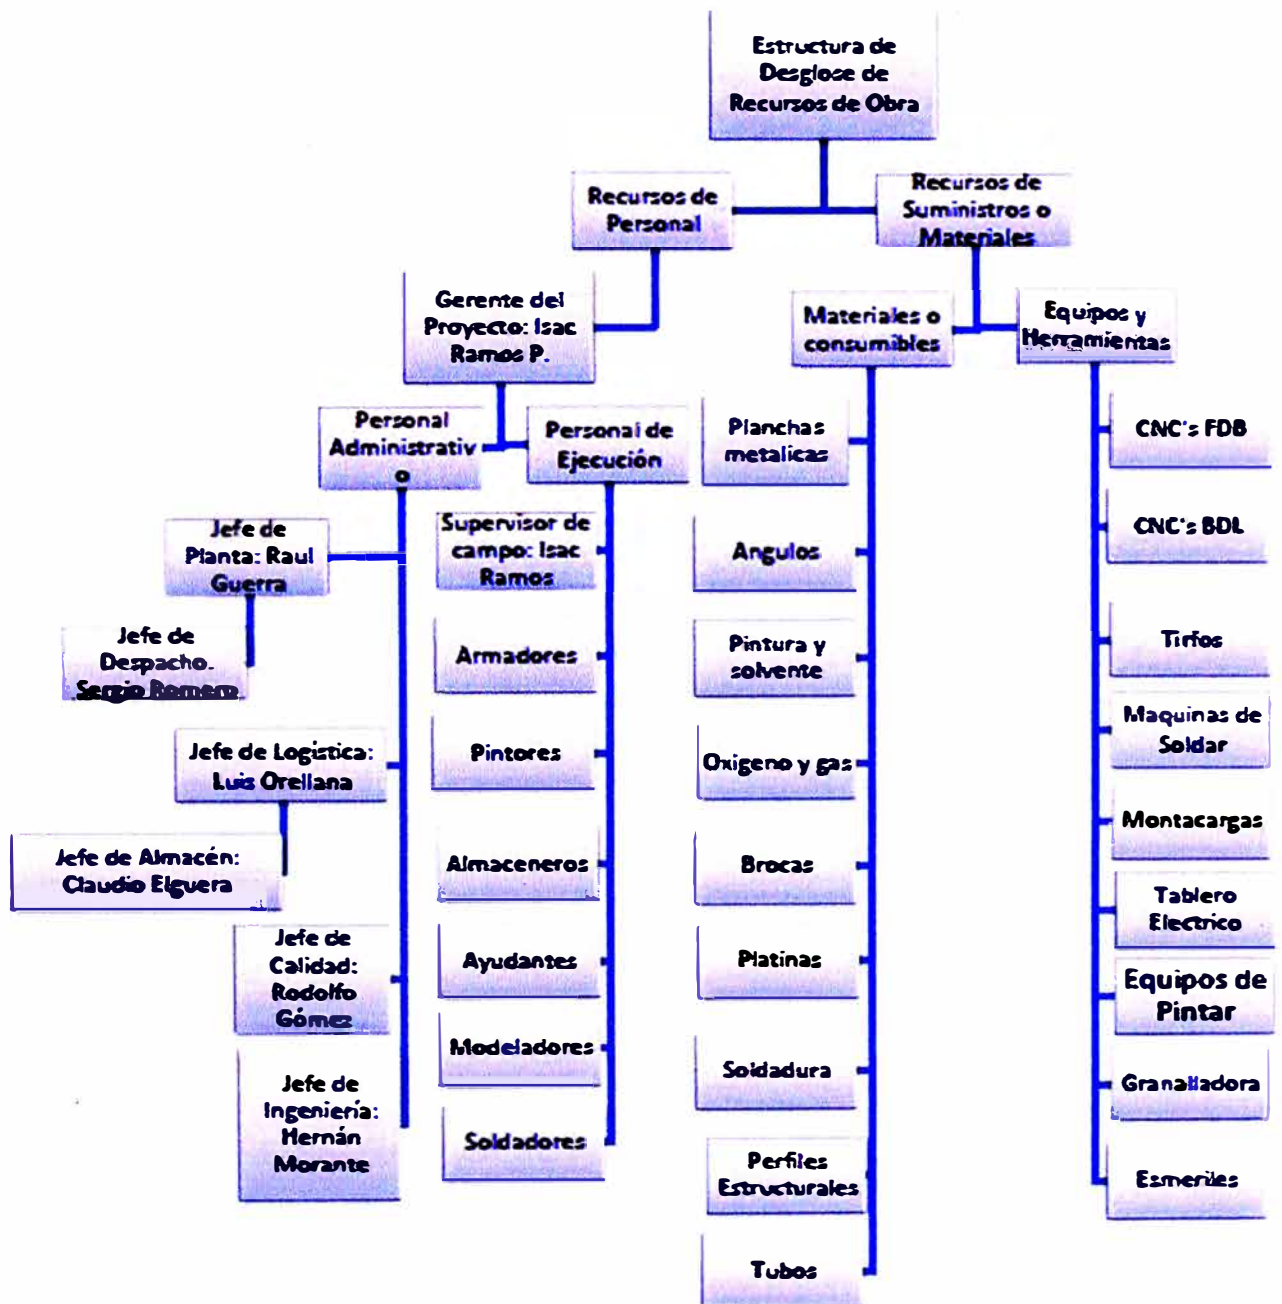 Estructura de
Desglose de
Recursos de Obra
Recursos de
Personal
Recursos de
Suministros o
Materiales
Gerente del
Proyecto: Isac
Ramos P.
Materiales o
consumibles
Equipos y
Herramientas
Personal
Administrativ
o
Personal de
Ejecución
Jefe de
Planta: Raul
Guerra
Jefe de
Despacho.
Sergio Romero
Jefe de Logística:
Luis Orellana
Jefe de Almacén:
Claudio Elguera
Jefe de
Calidad:
Rodolfo
Gómez
Jefe de
Ingeniería:
Hernán
Morante
Supervisor de
campo: Isac
Ramos
Armadores
Pintores
Almaceneros
Ayudantes
Modeladores
Soldadores
Planchas
metalicas
Angulos
Pintura y
solvente
Oxigeno y gas
Brocas
Platinas
Soldadura
Perfiles
Estructurales
Tubos
CNC's FDB
CNC's BDL
Tirfos
Maquinas de
Soldar
Montacargas
Tablero
Electrico
Equipos de
Pintar
Granalladora
Esmeriles